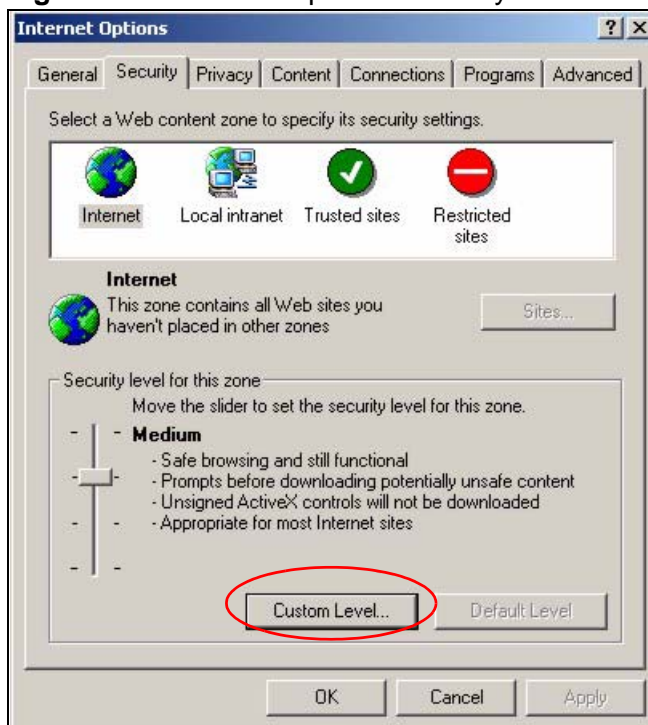 Internet Options
General Security Privacy Content Connections Programs Advanced
Select a Web content zone to specify its security settings.
Internet Local intranet Trusted sites Restricted sites
Internet
This zone contains all Web sites you
haven't placed in other zones
Sites...
Security level for this zone
Move the slider to set the security level for this zone.
Medium
- Safe browsing and still functional
- Prompts before downloading potentially unsafe content
- Unsigned ActiveX controls will not be downloaded
- Appropriate for most Internet sites
Custom Level... Default Level
OK Cancel Apply